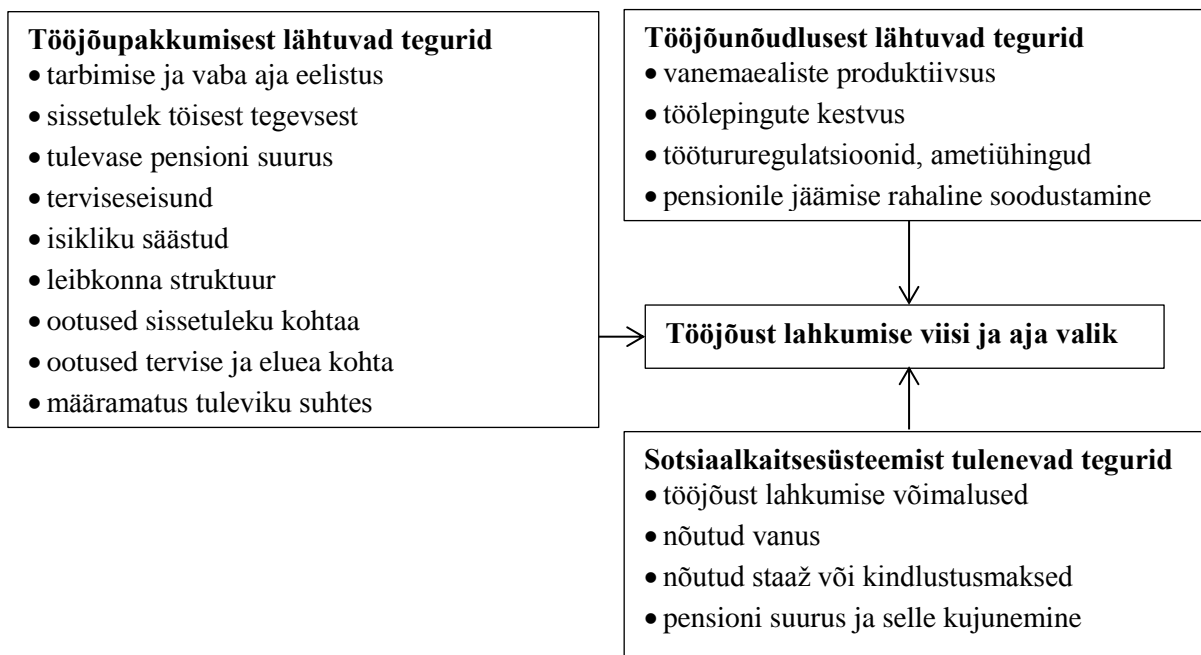 Tööjõupakkumisest lähtuvad tegurid
• tarbimise ja vaba aja eelistus
• sissetulek töisest tegevsest
• tulevase pensioni suurus
• terviseseisund
• isikliku säästud
• leibkonna struktuur
• ootused sissetuleku kohtaa
• ootused tervise ja eluea kohta
• määramatus tuleviku suhtes
Tööjõunõudlusest lähtuvad tegurid
• vanemaealiste produktiivsus
• töölepingute kestvus
• töötururegulatsioonid, ametiühingud
• pensionile jäämise rahaline soodustamine
Tööjõust lahkumise viisi ja aja valik
Sotsiaalkaitsesüsteemist tulenevad tegurid
• tööjõust lahkumise võimalused
• nõutud vanus
• nõutud staaž või kindlustusmaksed
• pensioni suurus ja selle kujunemine